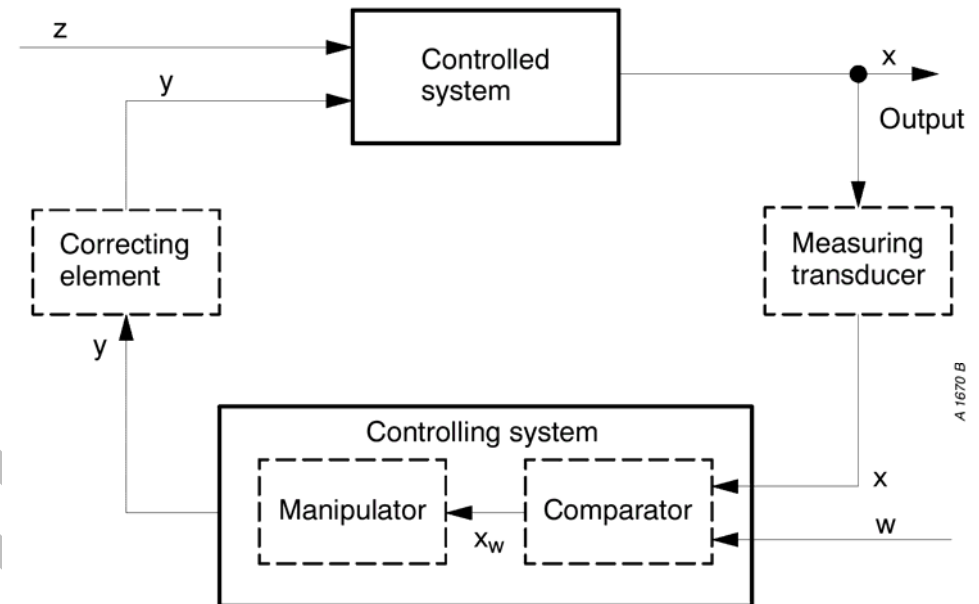 z
Controlled
system
x
y
Output
Correcting
element
Measuring
transducer
y
A 1670 B
Controlling system
x
Manipulator
Comparator
xw
w